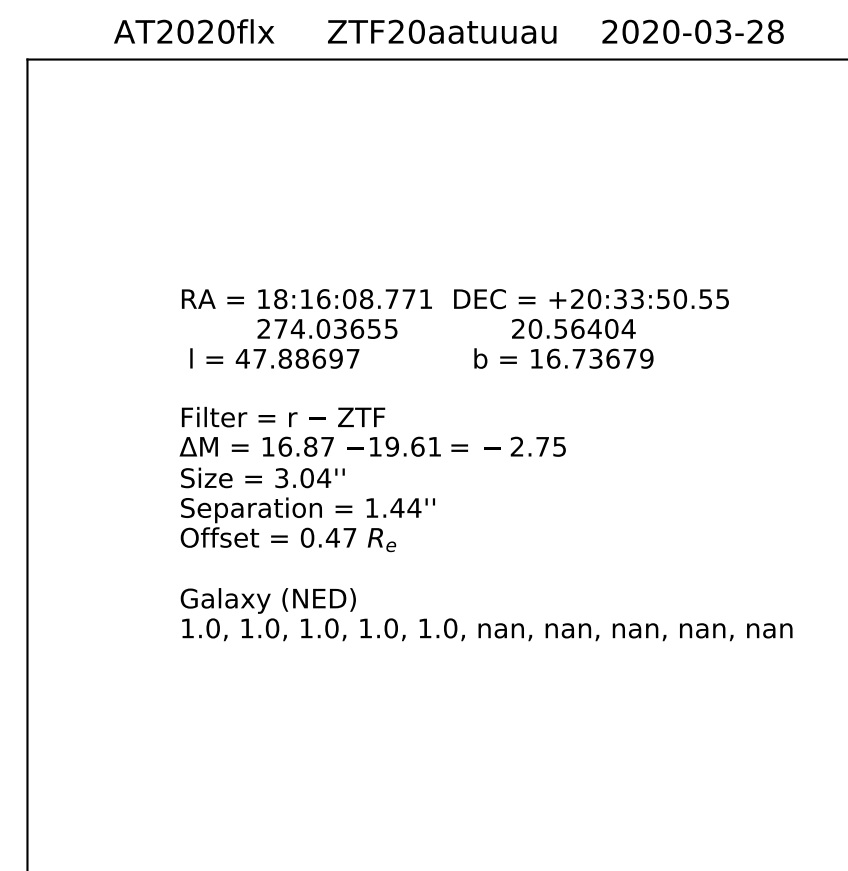 AT2020flx ZTF20aatuuau 2020-03-28
RA = 18:16:08.771 DEC = +20:33:50.55
274.03655 20.56404
l = 47.88697 b = 16.73679
Filter = r − ZTF
ΔM = 16.87 −19.61 = − 2.75
Size = 3.04''
Separation = 1.44''
Offset = 0.47 Rₑ
Galaxy (NED)
1.0, 1.0, 1.0, 1.0, 1.0, nan, nan, nan, nan, nan